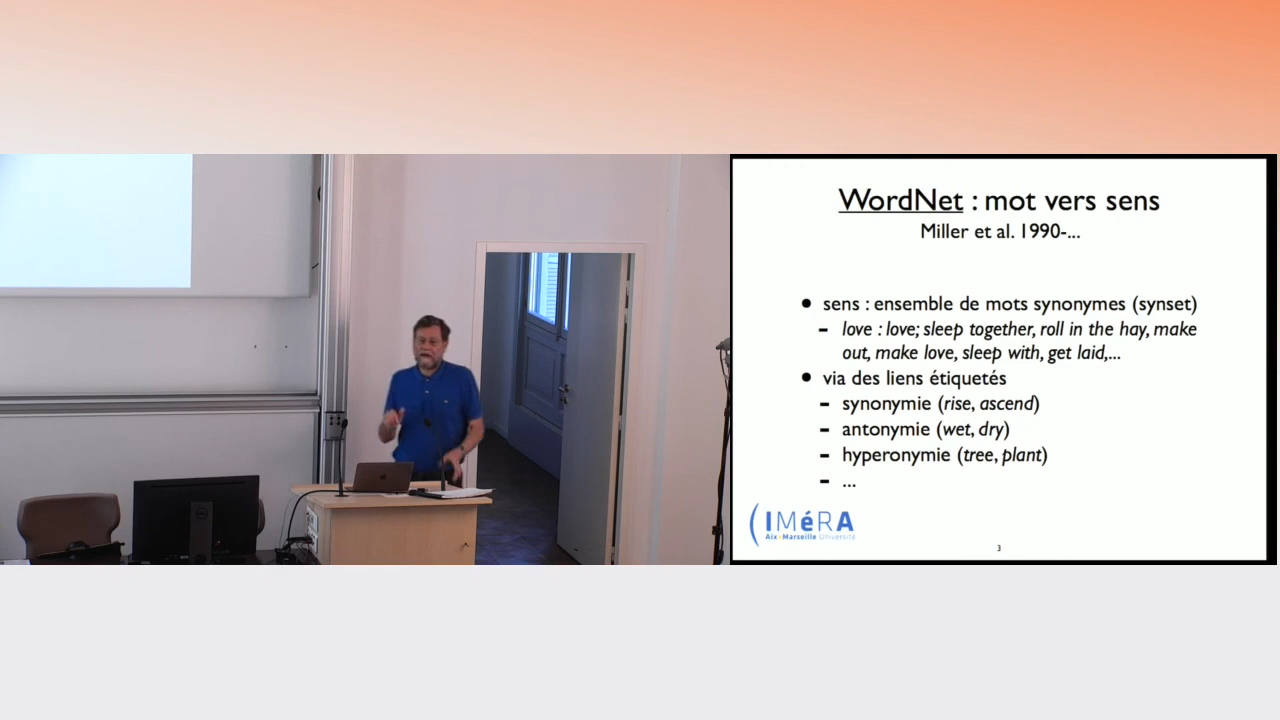 WordNet : mot vers sens
Miller et al. 1990-...
• sens : ensemble de mots synonymes (synset)
– love : love; sleep together, roll in the hay, make
out, make love, sleep with, get laid,...
• via des liens étiquetés
– synonymie (rise, ascend)
– antonymie (wet, dry)
– hyperonymie (tree, plant)
– ...
IMéRA
Aix•Marseille Université
3